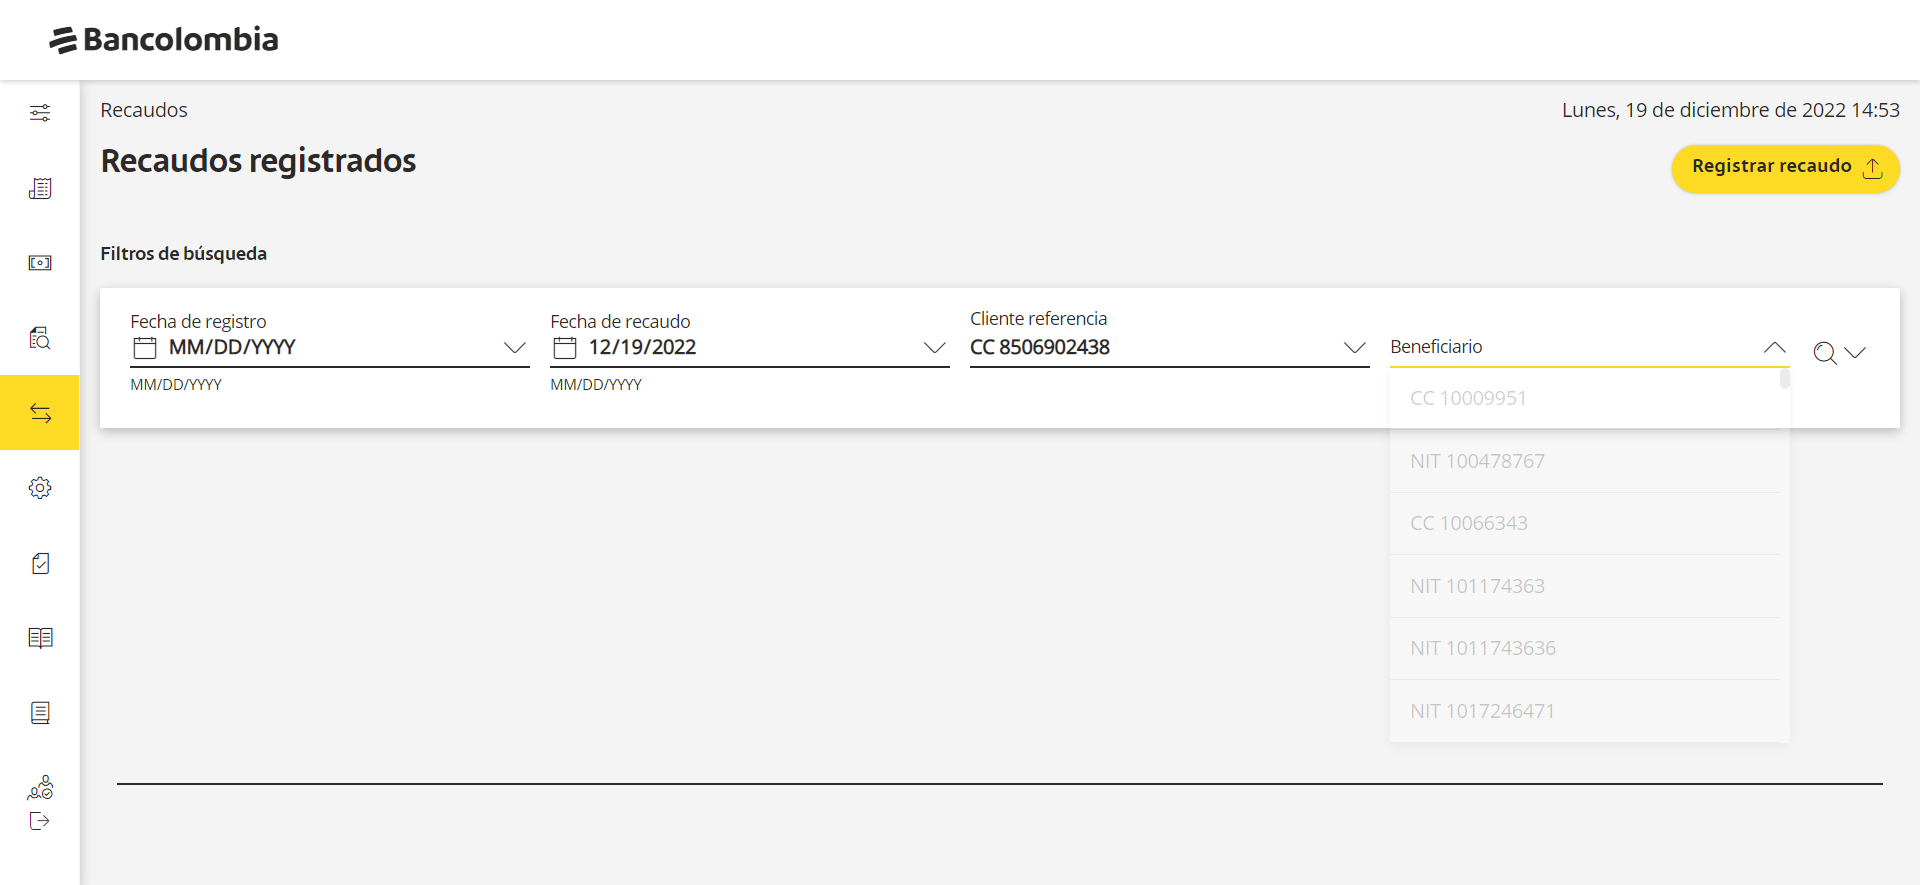 Bancolombia
Recaudos
Lunes, 19 de diciembre de 2022 14:53
Recaudos registrados
Registrar recaudo
Filtros de búsqueda
Fecha de registro
MM/DD/YYYY
MM/DD/YYYY
Fecha de recaudo
12/19/2022
MM/DD/YYYY
Cliente referencia
CC 8506902438
Beneficiario
CC 10009951
NIT 100478767
CC 10066343
NIT 101174363
NIT 1011743636
NIT 1017246471